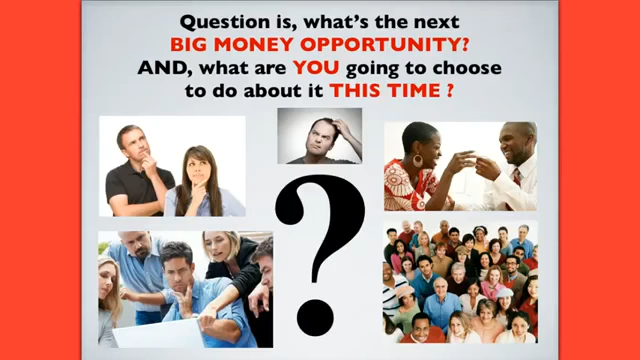 Question is, what's the next
BIG MONEY OPPORTUNITY?
AND, what are YOU going to choose
to do about it THIS TIME ?
?